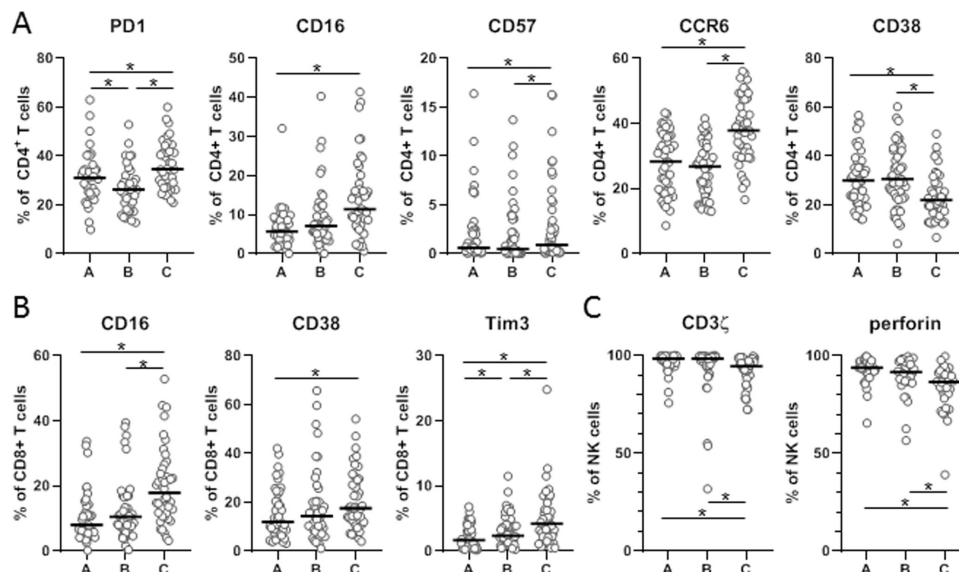 A
PD1
CD16
CD57
CCR6
CD38
% of CD4+ T cells
80
60
40
20
0
A B C
*
*
*
% of CD4+ T cells
50
40
30
20
10
0
A B C
*
% of CD4+ T cells
20
15
10
5
0
A B C
*
*
% of CD4+ T cells
60
40
20
0
A B C
*
*
% of CD4+ T cells
80
60
40
20
0
A B C
*
*
B
CD16
CD38
Tim3
% of CD8+ T cells
60
40
20
0
A B C
*
*
% of CD8+ T cells
80
60
40
20
0
A B C
*
% of CD8+ T cells
30
20
10
0
A B C
*
*
*
C
CD3ζ
perforin
% of NK cells
100
50
0
A B C
*
*
% of NK cells
100
50
0
A B C
*
*